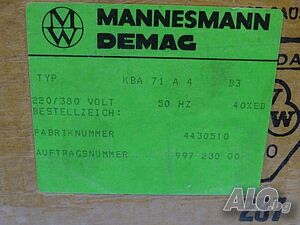 MANNESMANN
DEMAG
TYP KBA 71 A 4 B3
220/380 VOLT 50 HZ 40%ED
BESTELLZEICH:
FABRIKNUMMER 4430510
AUFTRAGSNUMMER 997 230 00
ALO.bg